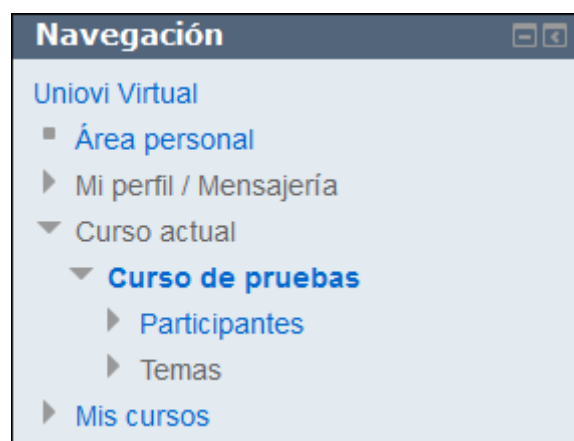 Navegación
Uniovi Virtual
Área personal
Mi perfil / Mensajería
Curso actual
Curso de pruebas
Participantes
Temas
Mis cursos